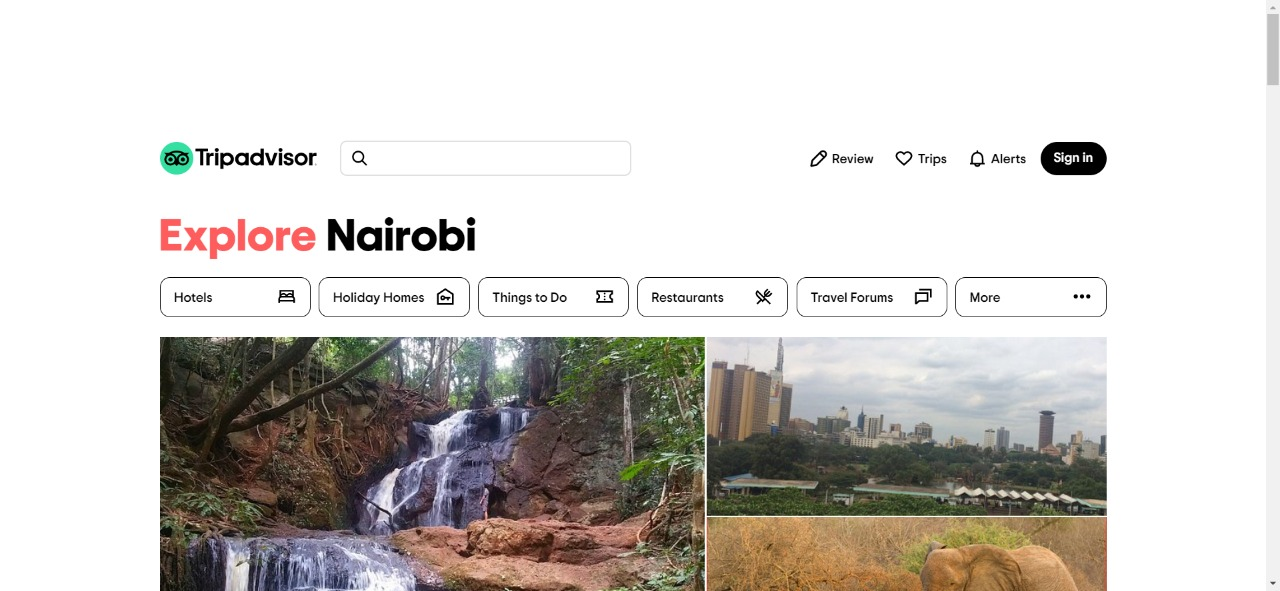 Tripadvisor
Review
Trips
Alerts
Sign in
Explore Nairobi
Hotels
Holiday Homes
Things to Do
Restaurants
Travel Forums
More